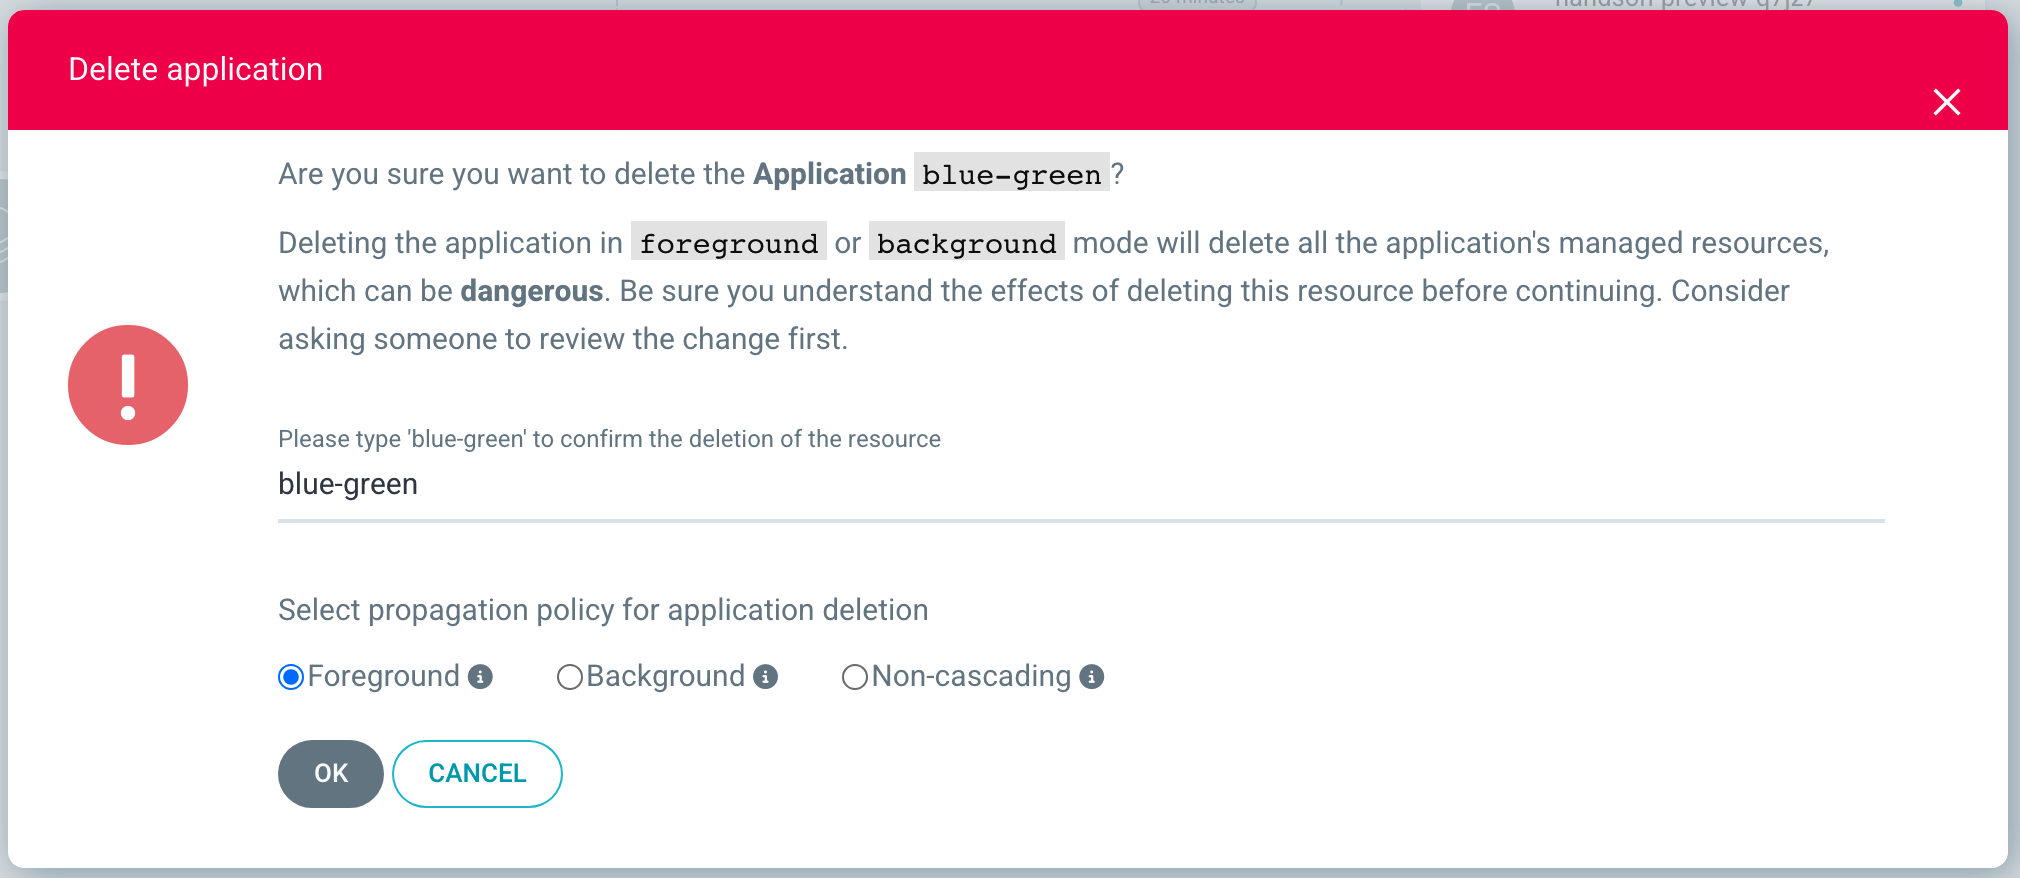 Delete application
Are you sure you want to delete the Application blue-green?
Deleting the application in foreground or background mode will delete all the application's managed resources,
which can be dangerous. Be sure you understand the effects of deleting this resource before continuing. Consider
asking someone to review the change first.
Please type 'blue-green' to confirm the deletion of the resource
blue-green
Select propagation policy for application deletion
Foreground Background Non-cascading
OK CANCEL